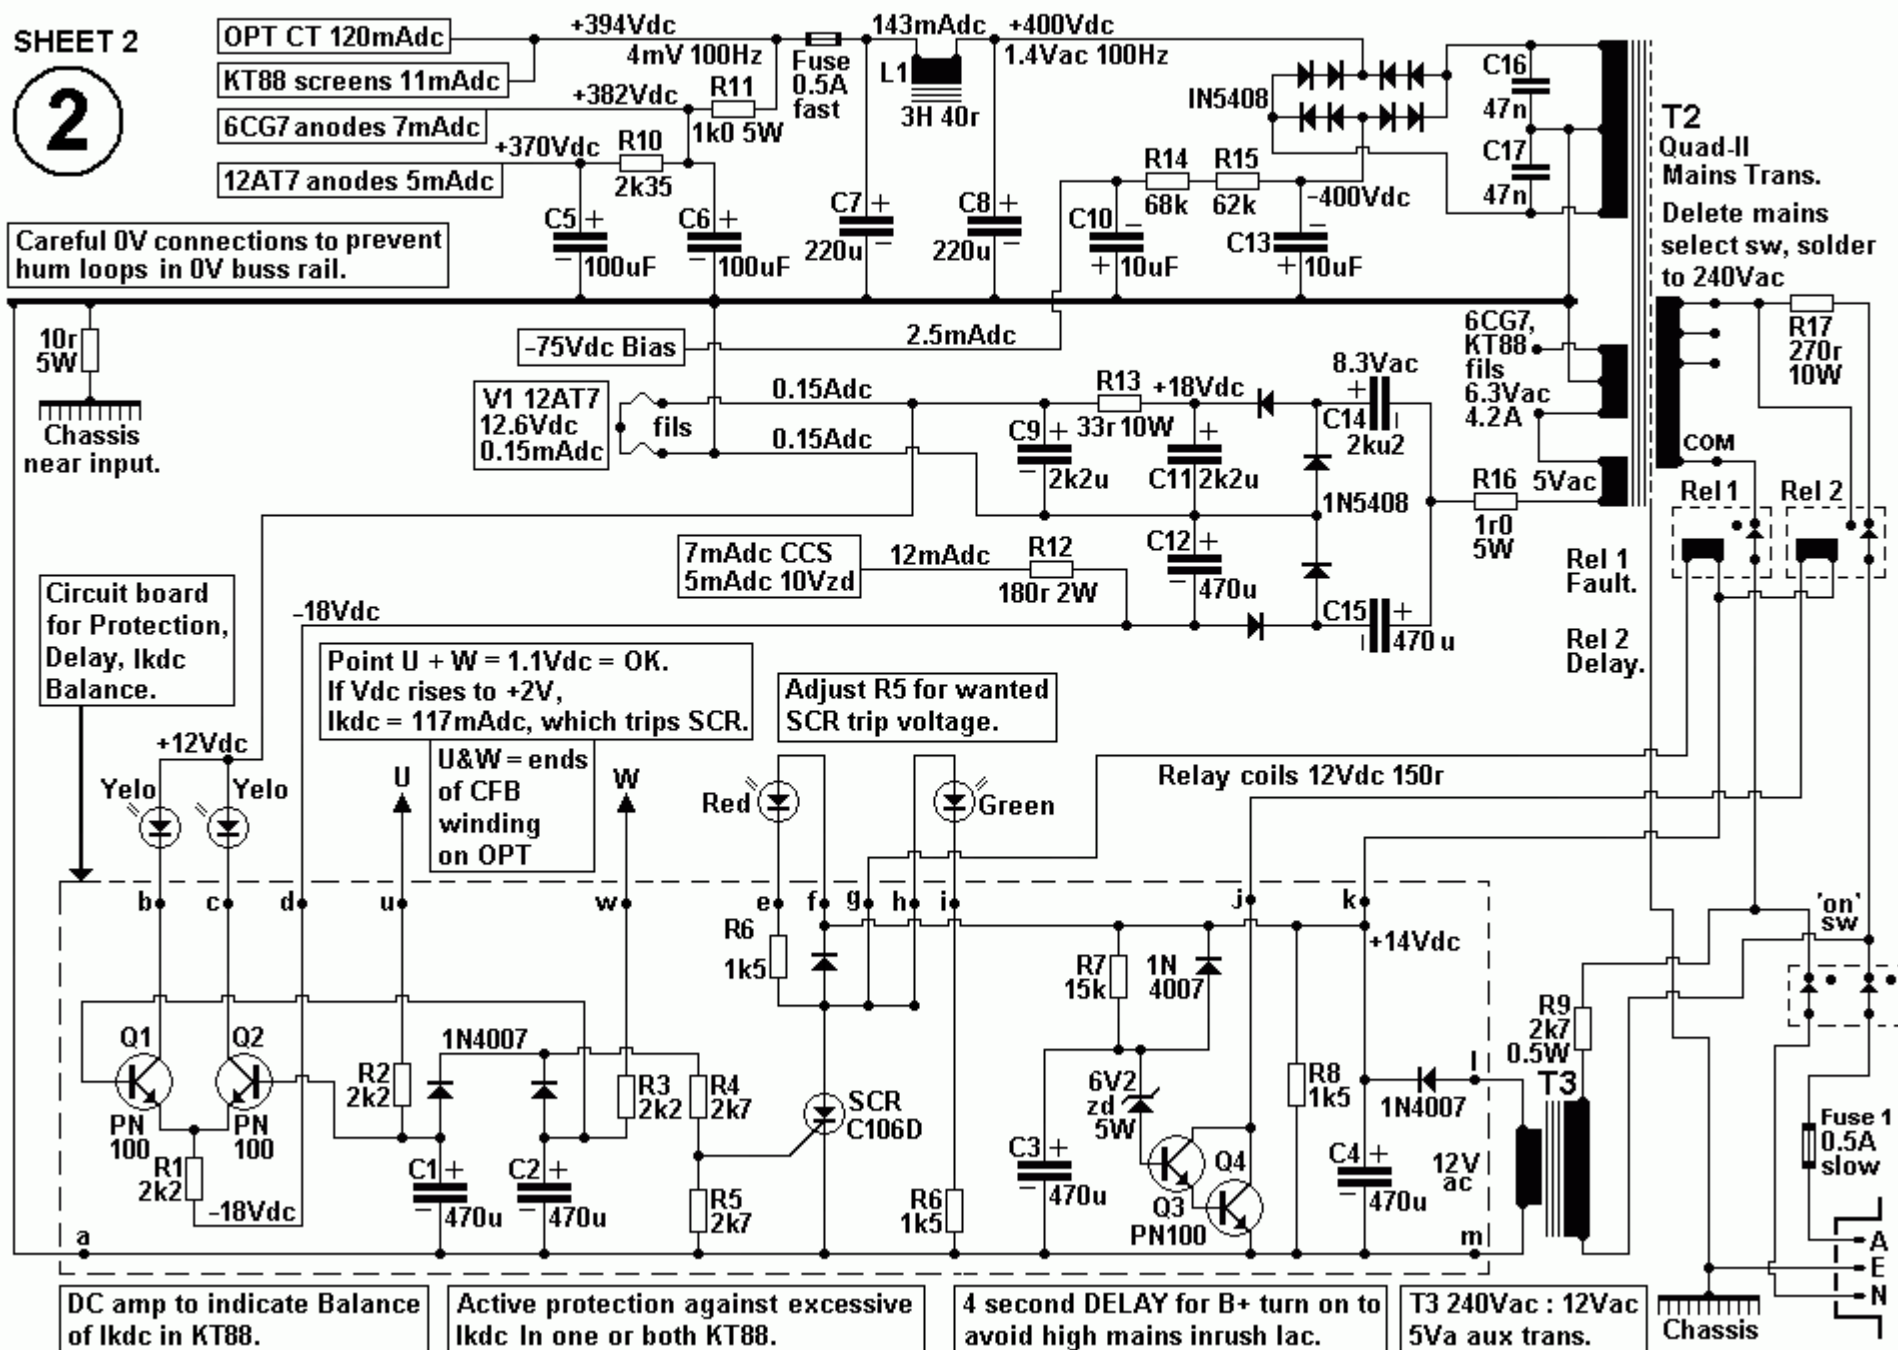 SHEET 2
2
OPT CT 120mAdc
KT88 screens 11mAdc
6CG7 anodes 7mAdc
12AT7 anodes 5mAdc
+394Vdc
4mV 100Hz
+382Vdc
R11
1k0 5W
+370Vdc
R10
2k35
Fuse
0.5A
fast
143mAdc
L1
3H 40r
+400Vdc
1.4Vac 100Hz
IN5408
C16
47n
C17
47n
T2
Quad-II
Mains Trans.
Delete mains
select sw, solder
to 240Vac
R14
68k
R15
62k
-400Vdc
C5 +
- 100uF
C6 +
- 100uF
C7 +
220u -
C8 +
220u -
C10 -
+ 10uF
C13 -
+ 10uF
Careful 0V connections to prevent
hum loops in 0V buss rail.
10r
5W
Chassis
near input.
-75Vdc Bias
2.5mAdc
6CG7,
KT88
fils
6.3Vac
4.2A
R17
270r
10W
COM
V1 12AT7
12.6Vdc
0.15mAdc
fils
0.15Adc
0.15Adc
R13
33r 10W
+18Vdc
8.3Vac
+
C14
2ku2
C9 +
- 2k2u
+
C11 2k2u
1N5408
R16
1r0
5W
5Vac
Rel 1
Rel 2
7mAdc CCS
5mAdc 10Vzd
12mAdc
R12
180r 2W
C12 +
- 470u
C15 +
470 u
Rel 1
Fault.
Rel 2
Delay.
Circuit board
for Protection,
Delay, Ikdc
Balance.
-18Vdc
Point U + W = 1.1Vdc = OK.
If Vdc rises to +2V,
Ikdc = 117mAdc, which trips SCR.
U&W = ends
of CFB
winding
on OPT
Adjust R5 for wanted
SCR trip voltage.
+12Vdc
Yelo
Yelo
U
W
Red
Green
Relay coils 12Vdc 150r
b
c
d
u
w
e
f
g
h
i
j
k
'on'
sw
R6
1k5
R7
15k
1N
4007
+14Vdc
Q1
Q2
PN
100
PN
100
R1
2k2
-18Vdc
1N4007
R2
2k2
R3
2k2
R4
2k7
SCR
C106D
C1 +
- 470u
C2 +
- 470u
R5
2k7
R6
1k5
C3 +
- 470u
6V2
zd
5W
Q3
Q4
PN100
R8
1k5
C4 +
- 470u
1N4007
l
12V
ac
m
a
R9
2k7
0.5W
T3
Fuse 1
0.5A
slow
A
E
N
Chassis
DC amp to indicate Balance
of Ikdc in KT88.
Active protection against excessive
Ikdc In one or both KT88.
4 second DELAY for B+ turn on to
avoid high mains inrush Iac.
T3 240Vac : 12Vac
5Va aux trans.